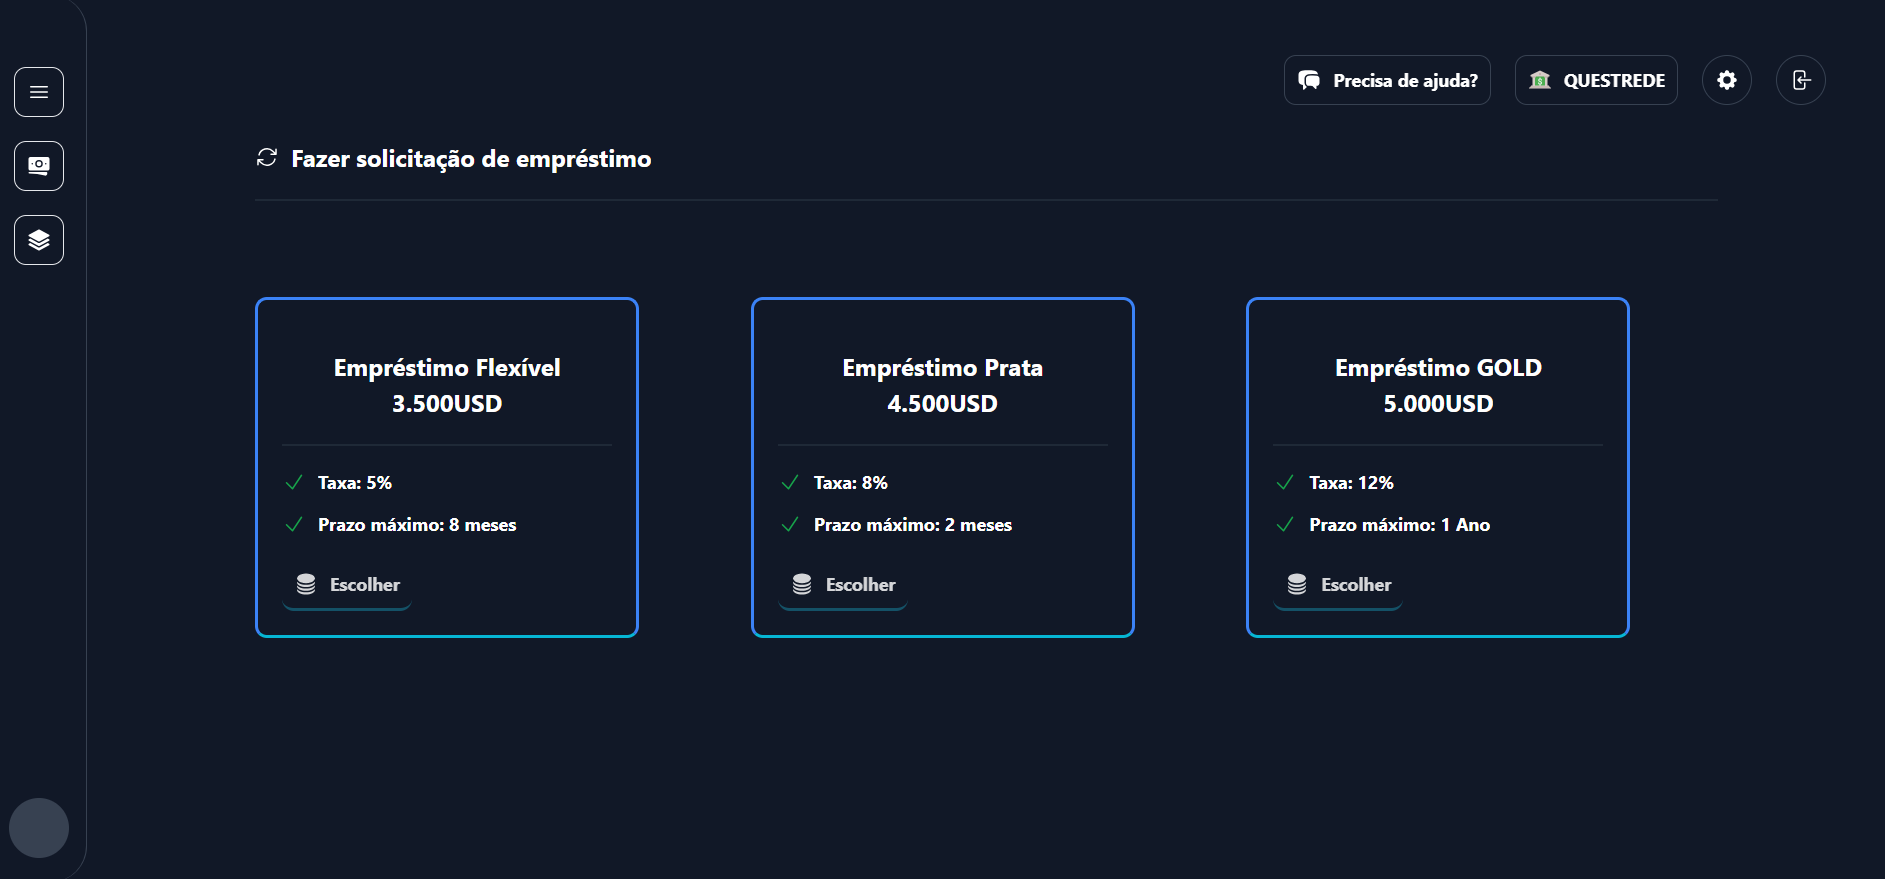 Precisa de ajuda?
QUESTREDE
Fazer solicitação de empréstimo
Empréstimo Flexível
3.500USD
Taxa: 5%
Prazo máximo: 8 meses
Escolher
Empréstimo Prata
4.500USD
Taxa: 8%
Prazo máximo: 2 meses
Escolher
Empréstimo GOLD
5.000USD
Taxa: 12%
Prazo máximo: 1 Ano
Escolher